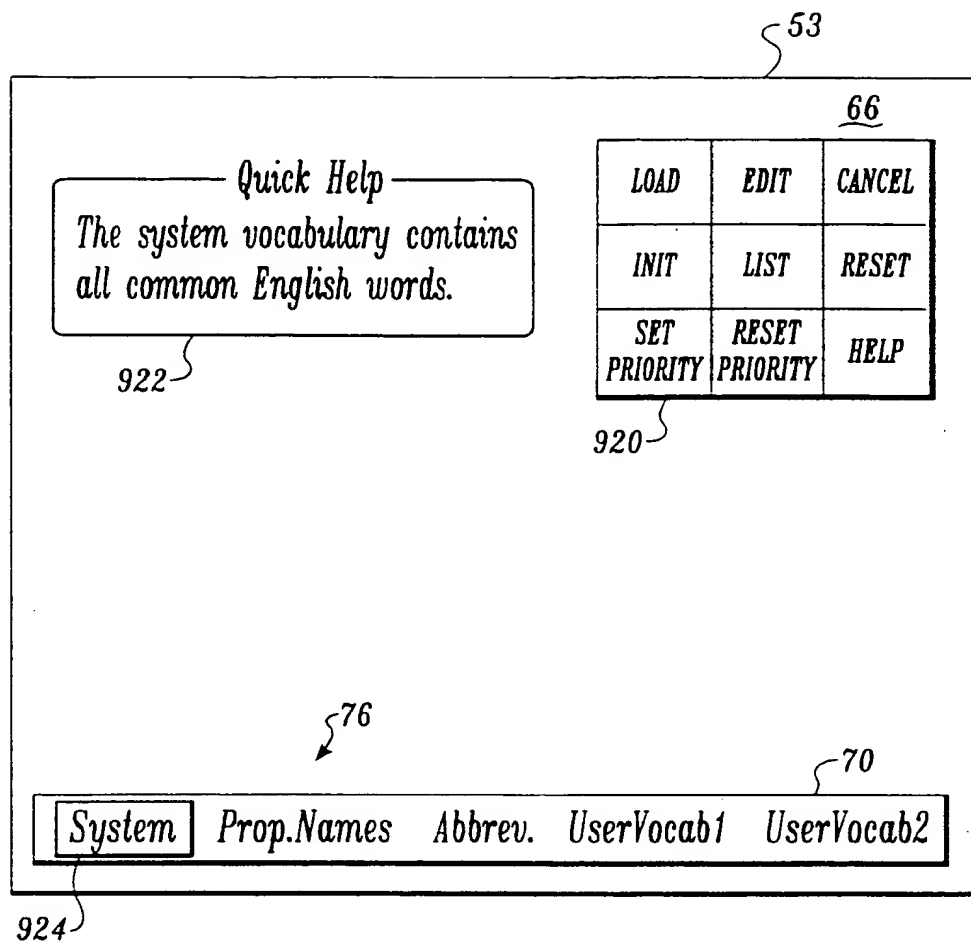 53
66
Quick Help
The system vocabulary contains
all common English words.
922
LOAD EDIT CANCEL
INIT LIST RESET
SET PRIORITY RESET PRIORITY HELP
920
76
70
System Prop.Names Abbrev. UserVocab1 UserVocab2
924